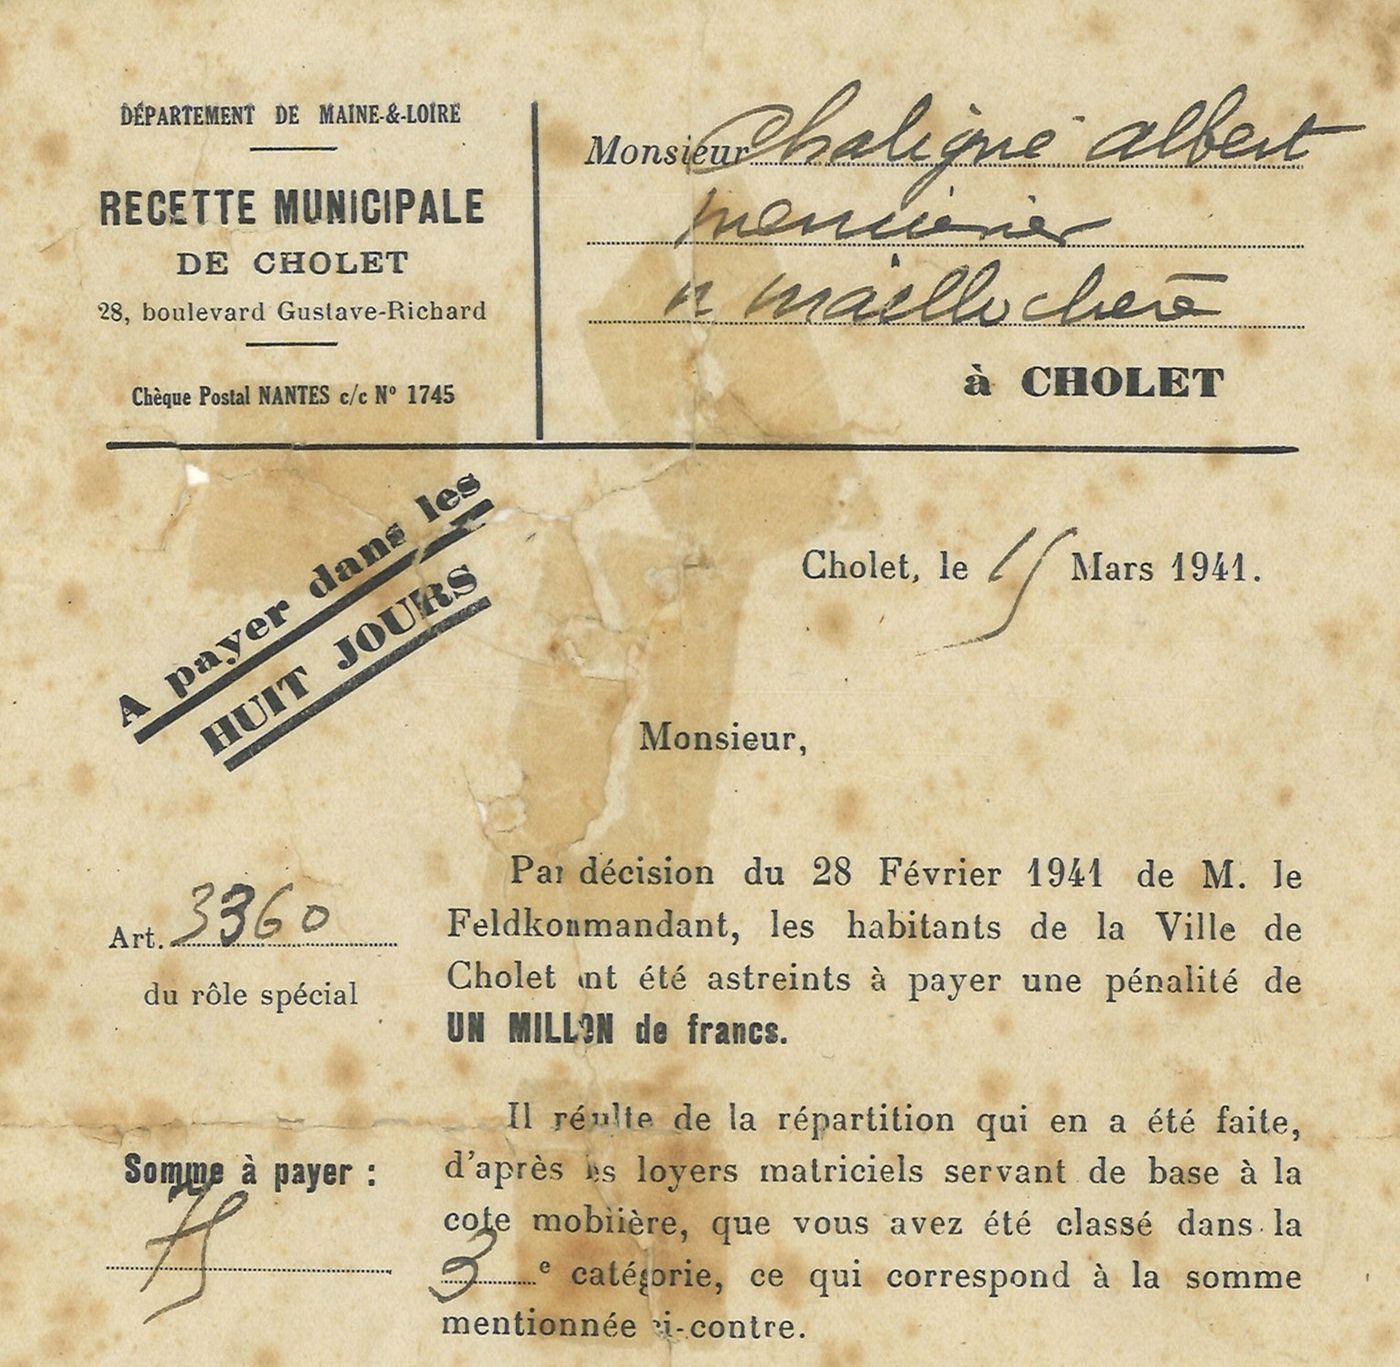 DÉPARTEMENT DE MAINE-&-LOIRE
RECETTE MUNICIPALE
DE CHOLET
28, boulevard Gustave-Richard
Chèque Postal NANTES c/c Nº 1745
Monsieur Chaligné Albert
menuisier
à CHOLET
A payer dans les
HUIT JOURS
Cholet, le 15 Mars 1941.
Monsieur,
Art. 3360
du rôle spécial
Somme à payer :
75
Par décision du 28 Février 1941 de M. le
Feldkommandant, les habitants de la Ville de
Cholet ont été astreints à payer une pénalité de
UN MILLION de francs.
Il résulte de la répartition qui en a été faite,
d'après les loyers matriciels servant de base à la
cote mobilière, que vous avez été classé dans la
3e catégorie, ce qui correspond à la somme
mentionnée ci-contre.